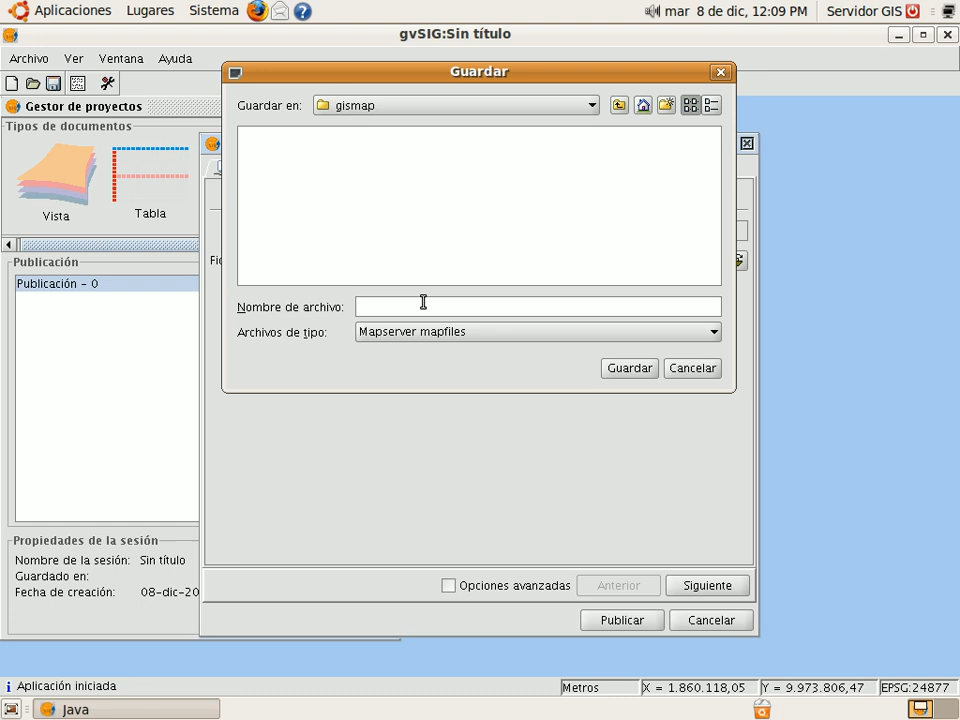 Aplicaciones Lugares Sistema mar 8 de dic, 12:09 PM Servidor GIS
gvSIG:Sin título
Archivo Ver Ventana Ayuda
Guardar
Gestor de proyectos
Guardar en: gismap
Tipos de documentos
Vista
Tabla
Publicación
Publicación - 0
Nombre de archivo:
Archivos de tipo: Mapserver mapfiles
Guardar Cancelar
Propiedades de la sesión
Nombre de la sesión: Sin título
Guardado en:
Fecha de creación: 08-dic-20
Opciones avanzadas Anterior Siguiente
Publicar Cancelar
Aplicación iniciada
Metros X = 1.860.118,05 Y = 9.973.806,47 EPSG:24877
Java